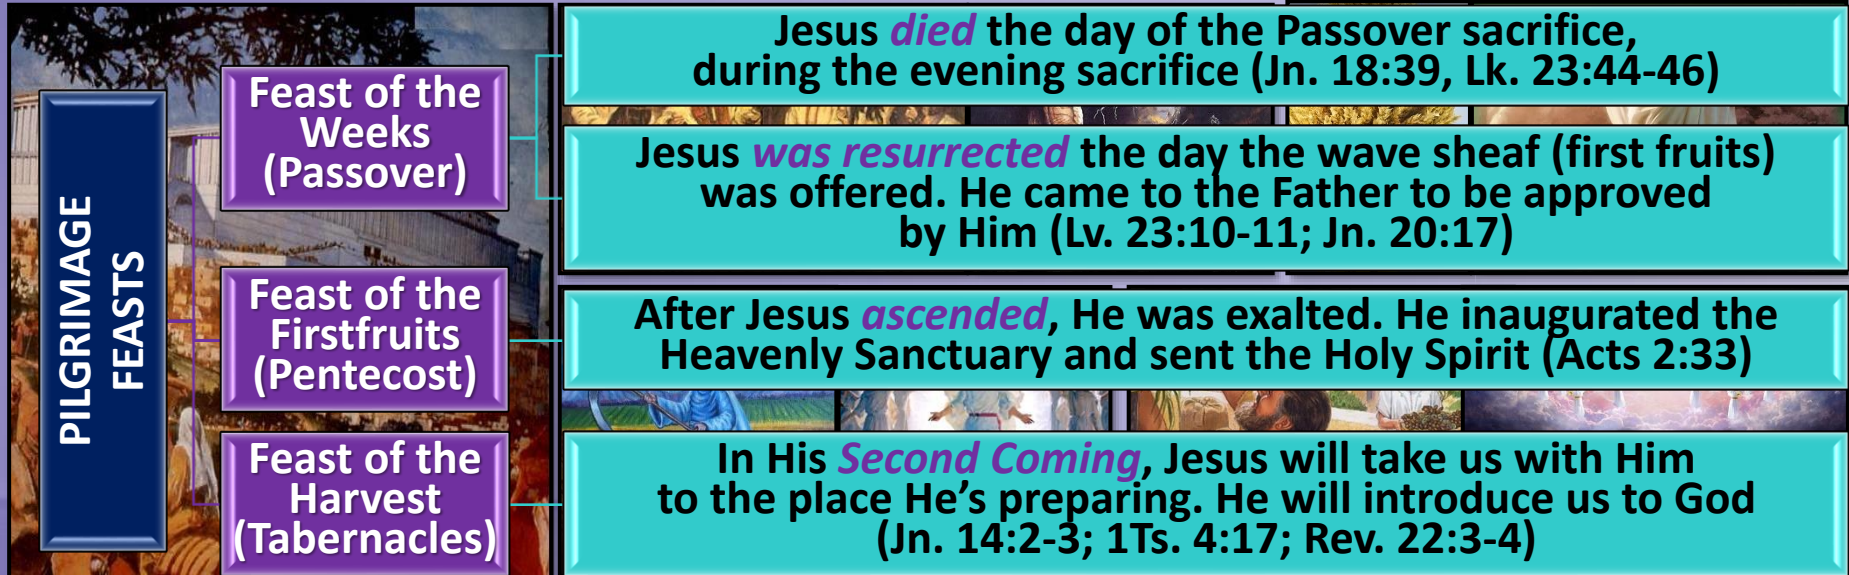 PILGRIMAGE
FEASTS
Feast of the
Weeks
(Passover)
Jesus died the day of the Passover sacrifice,
during the evening sacrifice (Jn. 18:39, Lk. 23:44-46)
Jesus was resurrected the day the wave sheaf (first fruits)
was offered. He came to the Father to be approved
by Him (Lv. 23:10-11; Jn. 20:17)
Feast of the
Firstfruits
(Pentecost)
After Jesus ascended, He was exalted. He inaugurated the
Heavenly Sanctuary and sent the Holy Spirit (Acts 2:33)
Feast of the
Harvest
(Tabernacles)
In His Second Coming, Jesus will take us with Him
to the place He’s preparing. He will introduce us to God
(Jn. 14:2-3; 1Ts. 4:17; Rev. 22:3-4)